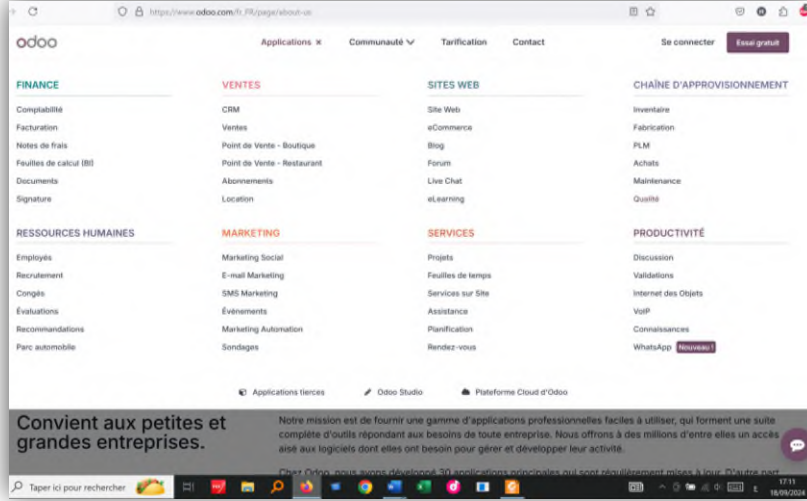 https://www.odoo.com/fr_FR/page/about-us
odoo
Applications
Communauté
Tarification
Contact
Se connecter
Essai gratuit
FINANCE
Comptabilité
Facturation
Notes de frais
Feuilles de calcul (BI)
Documents
Signature
VENTES
CRM
Ventes
Point de Vente - Boutique
Point de Vente - Restaurant
Abonnements
Location
SITES WEB
Site Web
eCommerce
Blog
Forum
Live Chat
eLearning
CHAÎNE D'APPROVISIONNEMENT
Inventaire
Fabrication
PLM
Achats
Maintenance
Qualité
RESSOURCES HUMAINES
Employés
Recrutement
Congés
Évaluations
Recommandations
Parc automobile
MARKETING
Marketing Social
E-mail Marketing
SMS Marketing
Événements
Marketing Automation
Sondages
SERVICES
Projets
Feuilles de temps
Services sur Site
Assistance
Planification
Rendez-vous
PRODUCTIVITÉ
Discussion
Validations
Internet des Objets
VoIP
Connaissances
WhatsApp Nouveau !
Applications tierces
Odoo Studio
Plateforme Cloud d'Odoo
Convient aux petites et
grandes entreprises.
Notre mission est de fournir une gamme d'applications professionnelles faciles à utiliser, qui forment une suite
complète d'outils répondant aux besoins de toute entreprise. Nous offrons à des millions d'entre elles un accès
aisé aux logiciels dont elles ont besoin pour gérer et développer leur activité.
Chez Odoo, nous avons développé 30 applications principales qui sont régulièrement mises à jour. D'autre part
Taper ici pour rechercher
17:11
18/09/2024